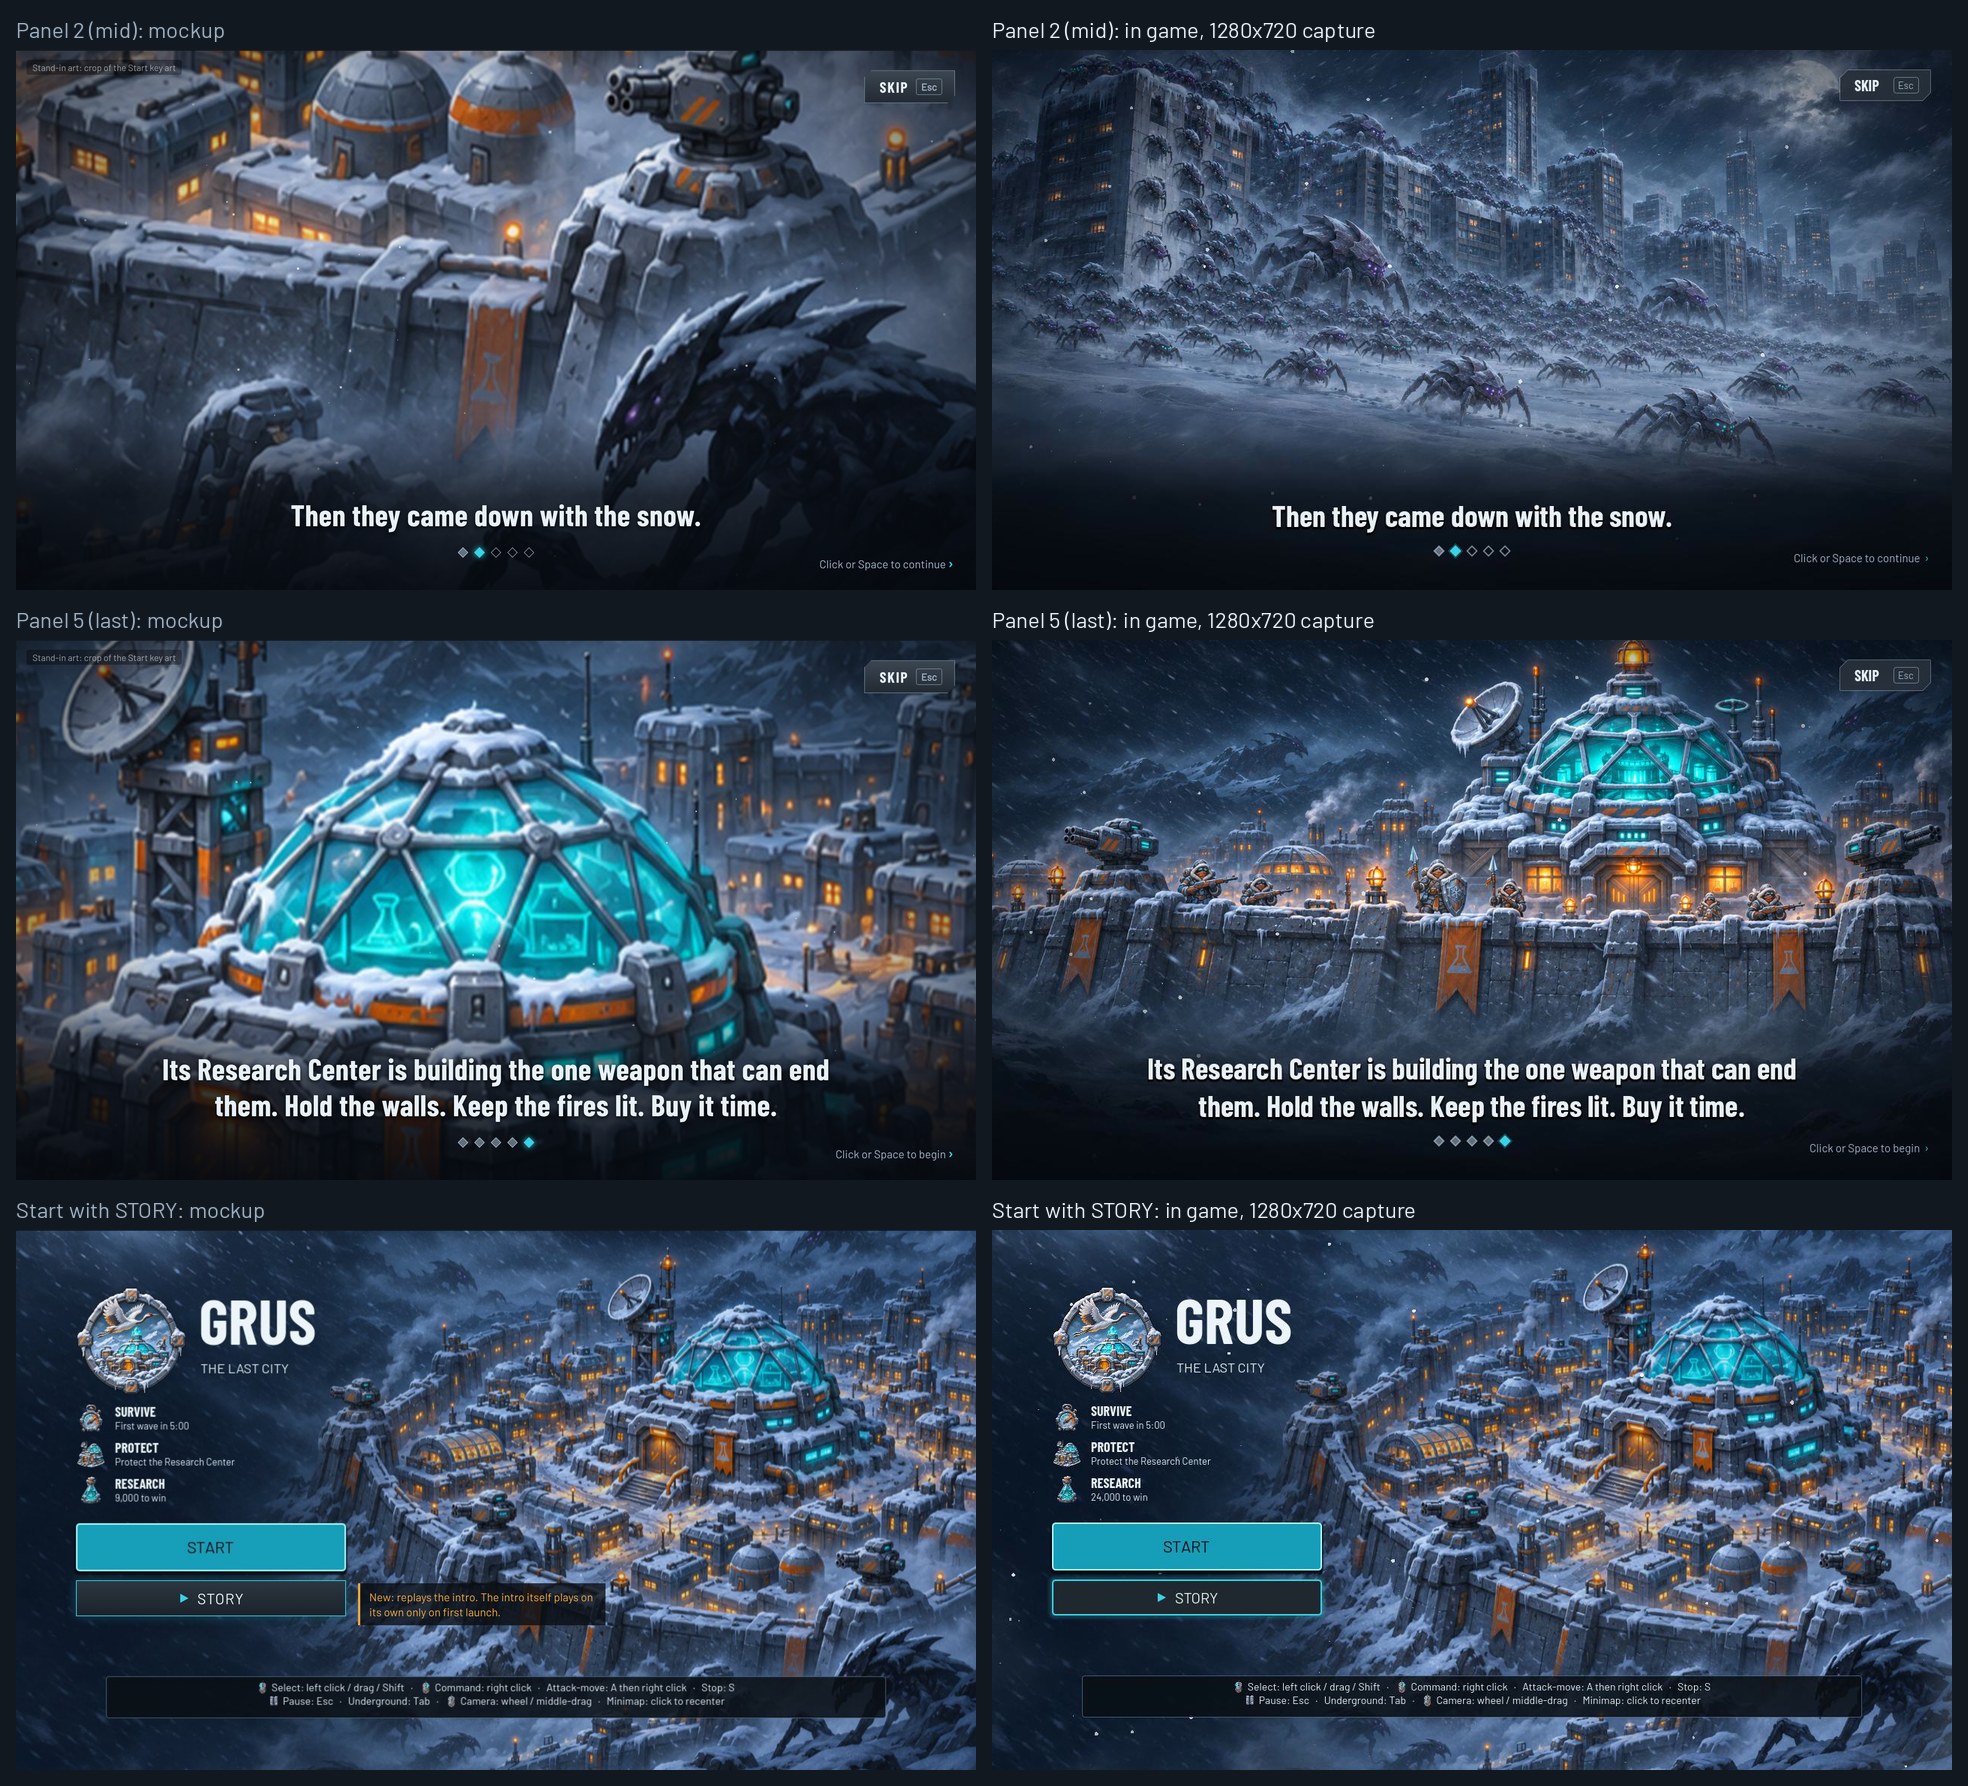 Panel 2 (mid): mockup
Stand-in art: crop of the Start key art
SKIP Esc
Then they came down with the snow.
Click or Space to continue ›
Panel 2 (mid): in game, 1280x720 capture
SKIP Esc
Then they came down with the snow.
Click or Space to continue ›
Panel 5 (last): mockup
Stand-in art: crop of the Start key art
SKIP Esc
Its Research Center is building the one weapon that can end
them. Hold the walls. Keep the fires lit. Buy it time.
Click or Space to begin ›
Panel 5 (last): in game, 1280x720 capture
SKIP Esc
Its Research Center is building the one weapon that can end
them. Hold the walls. Keep the fires lit. Buy it time.
Click or Space to begin ›
Start with STORY: mockup
GRUS
THE LAST CITY
SURVIVE
First wave in 5:00
PROTECT
Protect the Research Center
RESEARCH
9,000 to win
START
STORY
New: replays the intro. The intro itself plays on
its own only on first launch.
Select: left click / drag / Shift · Command: right click · Attack-move: A then right click · Stop: S
Pause: Esc · Underground: Tab · Camera: wheel / middle-drag · Minimap: click to recenter
Start with STORY: in game, 1280x720 capture
GRUS
THE LAST CITY
SURVIVE
First wave in 5:00
PROTECT
Protect the Research Center
RESEARCH
24,000 to win
START
STORY
Select: left click / drag / Shift · Command: right click · Attack-move: A then right click · Stop: S
Pause: Esc · Underground: Tab · Camera: wheel / middle-drag · Minimap: click to recenter